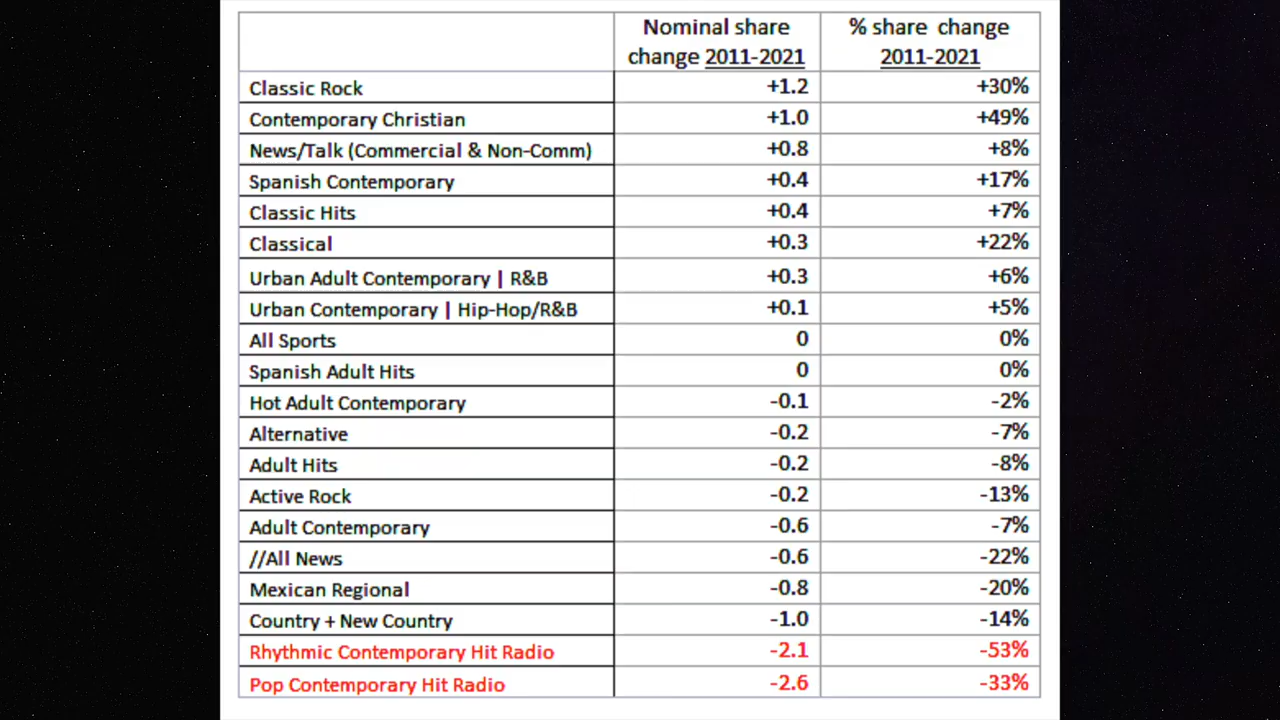 Nominal share change 2011-2021 % share change 2011-2021
Classic Rock +1.2 +30%
Contemporary Christian +1.0 +49%
News/Talk (Commercial & Non-Comm) +0.8 +8%
Spanish Contemporary +0.4 +17%
Classic Hits +0.4 +7%
Classical +0.3 +22%
Urban Adult Contemporary | R&B +0.3 +6%
Urban Contemporary | Hip-Hop/R&B +0.1 +5%
All Sports 0 0%
Spanish Adult Hits 0 0%
Hot Adult Contemporary -0.1 -2%
Alternative -0.2 -7%
Adult Hits -0.2 -8%
Active Rock -0.2 -13%
Adult Contemporary -0.6 -7%
//All News -0.6 -22%
Mexican Regional -0.8 -20%
Country + New Country -1.0 -14%
Rhythmic Contemporary Hit Radio -2.1 -53%
Pop Contemporary Hit Radio -2.6 -33%